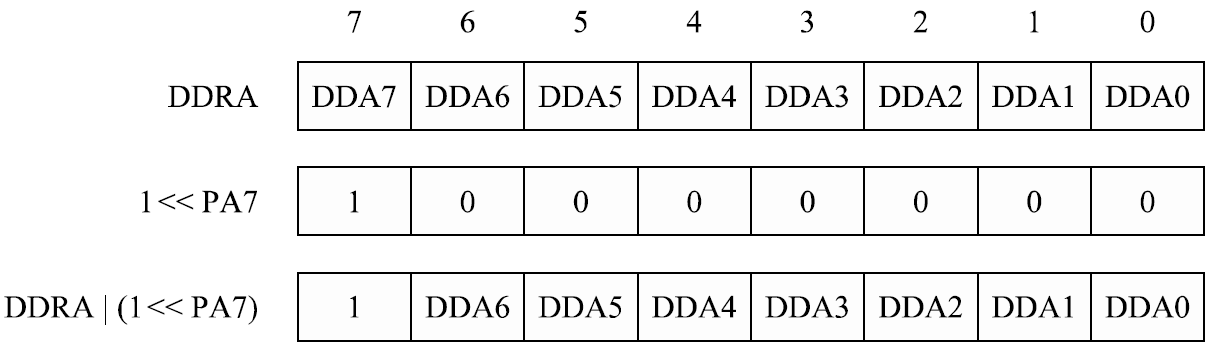 7 6 5 4 3 2 1 0
DDRA DDA7 DDA6 DDA5 DDA4 DDA3 DDA2 DDA1 DDA0
1 << PA7 1 0 0 0 0 0 0 0
DDRA | (1 << PA7) 1 DDA6 DDA5 DDA4 DDA3 DDA2 DDA1 DDA0